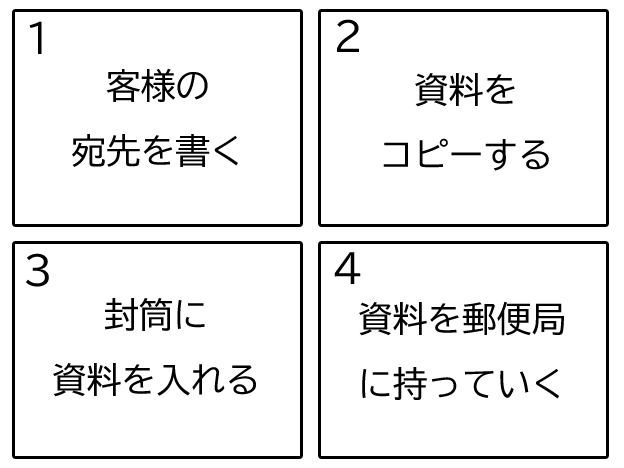 1
客様の
宛先を書く
2
資料を
コピーする
3
封筒に
資料を入れる
4
資料を郵便局
に持っていく